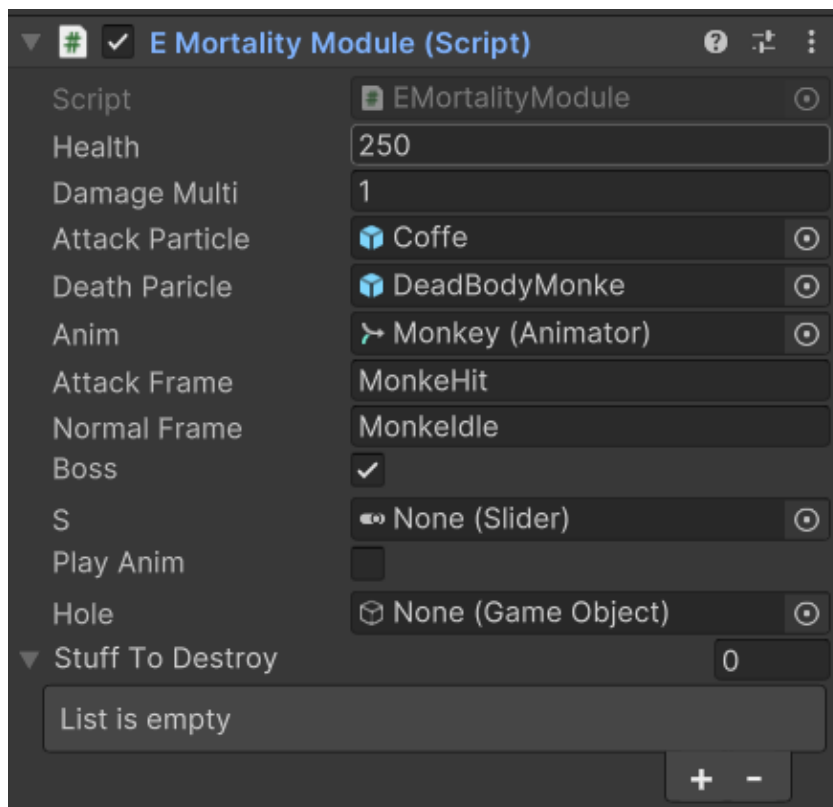 E Mortality Module (Script)
Script EMortalityModule
Health 250
Damage Multi 1
Attack Particle Coffe
Death Paricle DeadBodyMonke
Anim Monkey (Animator)
Attack Frame MonkeHit
Normal Frame MonkeIdle
Boss
S None (Slider)
Play Anim
Hole None (Game Object)
Stuff To Destroy 0
List is empty
+ -